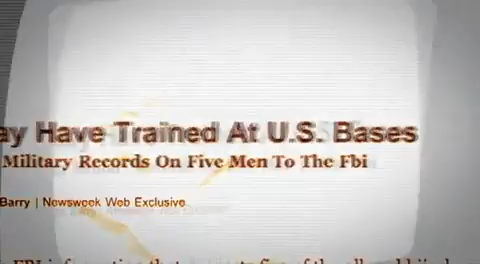 ay Have Trained At U.S. Bases
Military Records On Five Men To The Fbi
Barry | Newsweek Web Exclusive